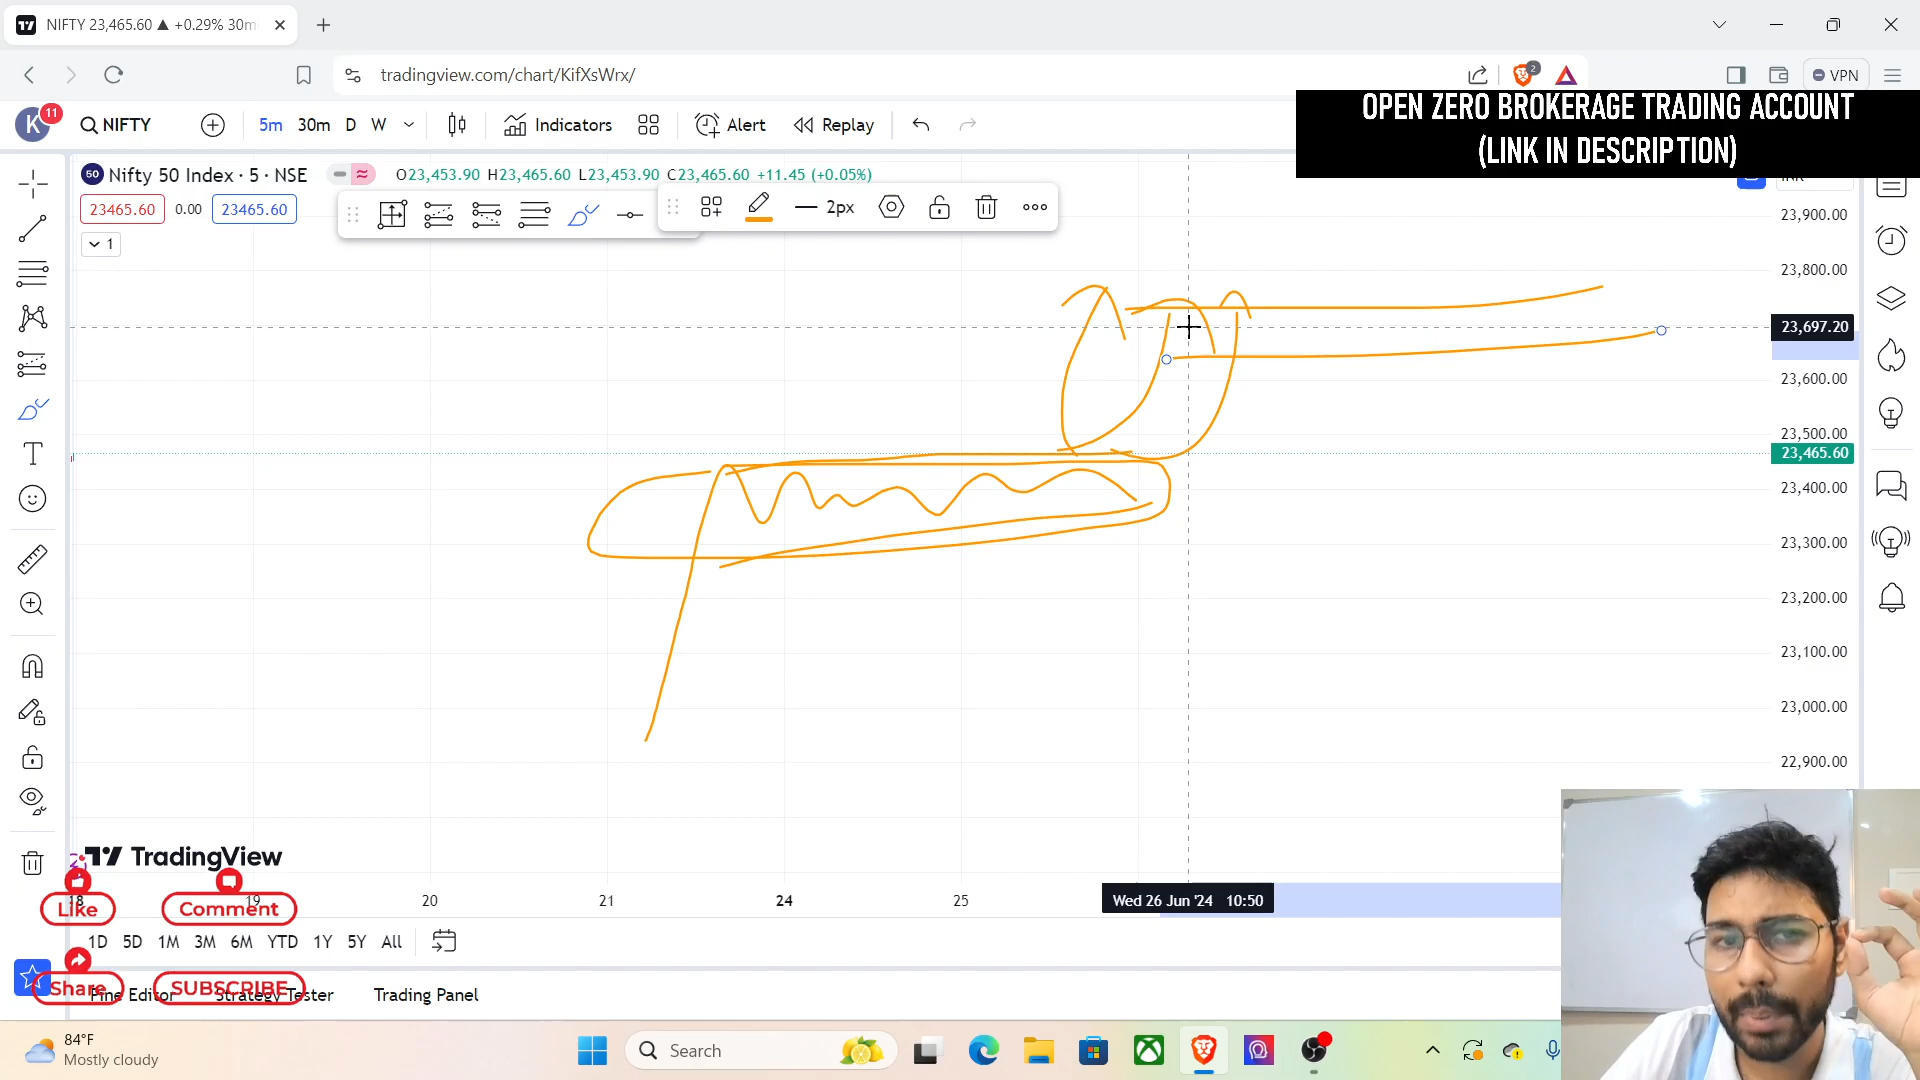 NIFTY 23,465.60 ▲ +0.29% 30m
tradingview.com/chart/KifXsWrx/
2
VPN
OPEN ZERO BROKERAGE TRADING ACCOUNT
(LINK IN DESCRIPTION)
K
11
NIFTY
5m 30m D W
Indicators
Alert
Replay
50 Nifty 50 Index · 5 · NSE
O23,453.90 H23,465.60 L23,453.90 C23,465.60 +11.45 (+0.05%)
23465.60 0.00 23465.60
2px
1
23,900.00
23,800.00
23,697.20
23,600.00
23,500.00
23,465.60
23,400.00
23,300.00
23,200.00
23,100.00
23,000.00
22,900.00
TradingView
Like
Comment
18 19 20 21 24 25
Wed 26 Jun '24 10:50
1D 5D 1M 3M 6M YTD 1Y 5Y All
Share
SUBSCRIBE
Pine Editor
Strategy Tester
Trading Panel
84°F
Mostly cloudy
Search